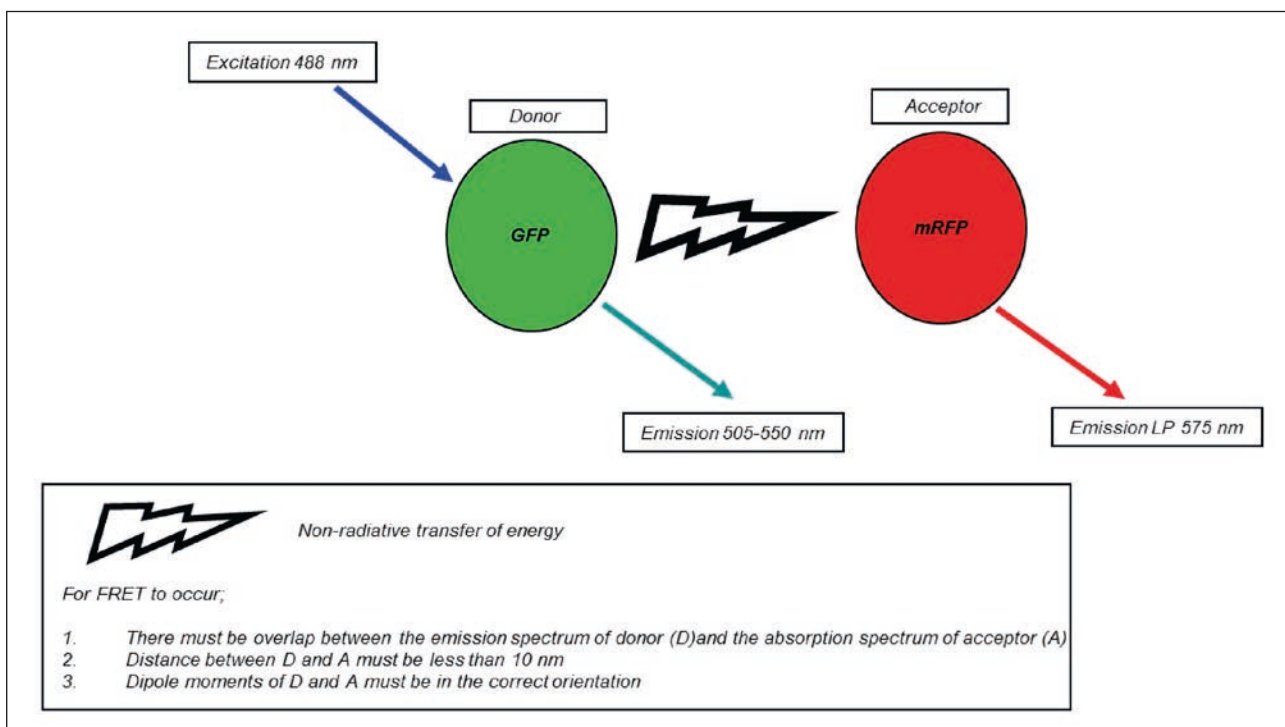 Excitation 488 nm
Donor
Acceptor
GFP
mRFP
Emission 505-550 nm
Emission LP 575 nm
Non-radiative transfer of energy
For FRET to occur;
1. There must be overlap between the emission spectrum of donor (D)and the absorption spectrum of acceptor (A)
2. Distance between D and A must be less than 10 nm
3. Dipole moments of D and A must be in the correct orientation